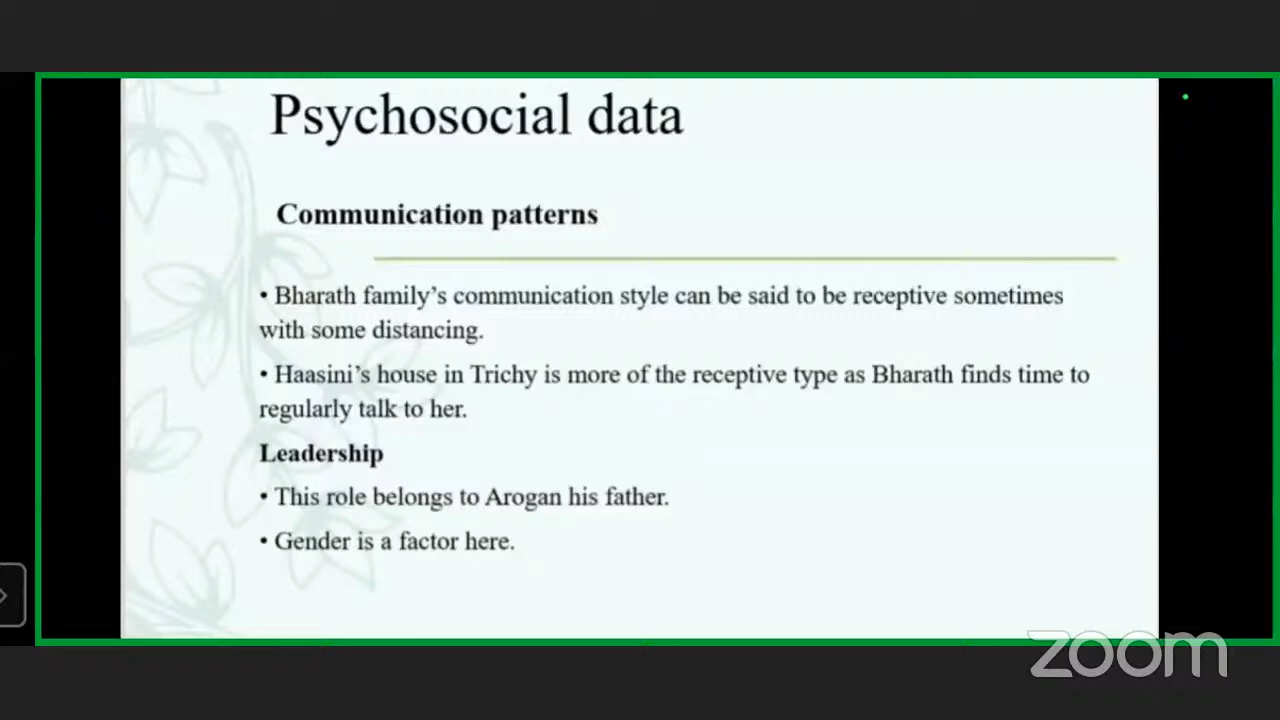 Psychosocial data
Communication patterns
• Bharath family’s communication style can be said to be receptive sometimes
with some distancing.
• Haasini’s house in Trichy is more of the receptive type as Bharath finds time to
regularly talk to her.
Leadership
• This role belongs to Arogan his father.
• Gender is a factor here.
zoom